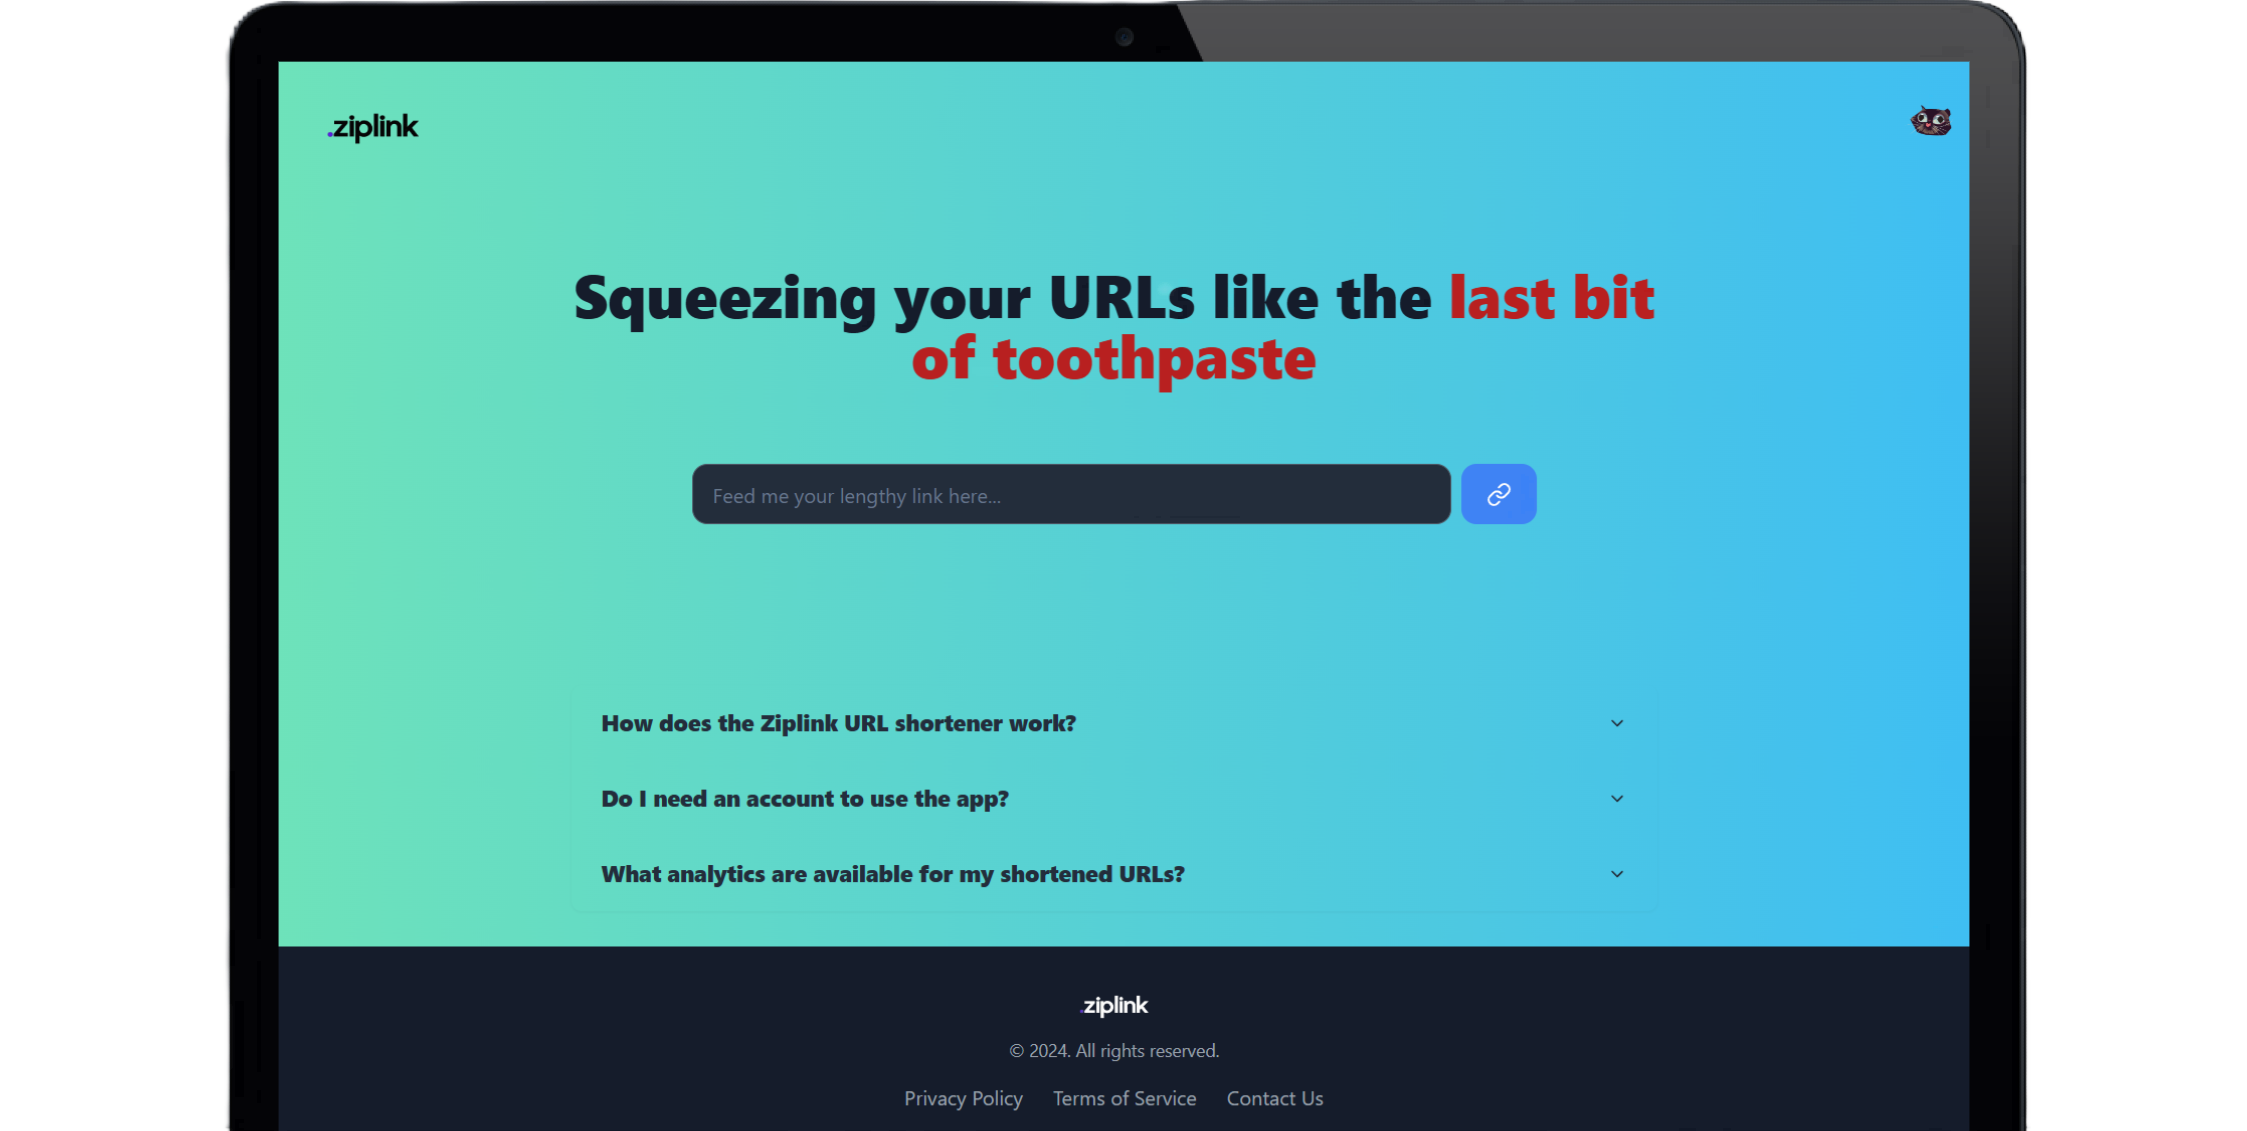 .ziplink
Squeezing your URLs like the last bit
of toothpaste
Feed me your lengthy link here...
How does the Ziplink URL shortener work?
Do I need an account to use the app?
What analytics are available for my shortened URLs?
.ziplink
© 2024. All rights reserved.
Privacy Policy Terms of Service Contact Us